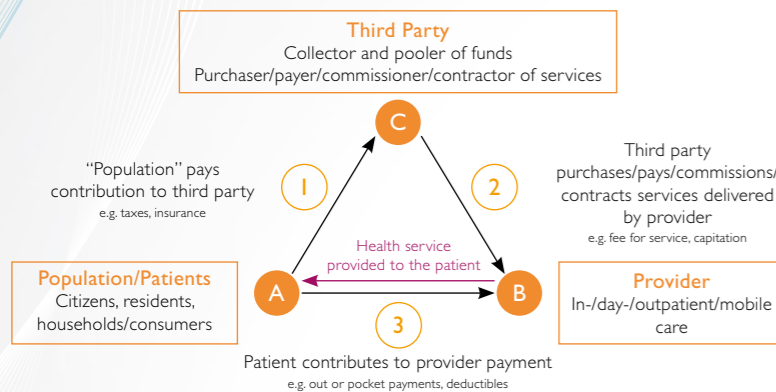 Third Party
Collector and pooler of funds
Purchaser/payer/commissioner/contractor of services
C
"Population" pays
contribution to third party
e.g. taxes, insurance
1
2
Third party
purchases/pays/commissions/
contracts services delivered
by provider
e.g. fee for service, capitation
Health service
provided to the patient
Population/Patients
Citizens, residents,
households/consumers
A
B
Provider
In-/day-/outpatient/mobile
care
3
Patient contributes to provider payment
e.g. out or pocket payments, deductibles